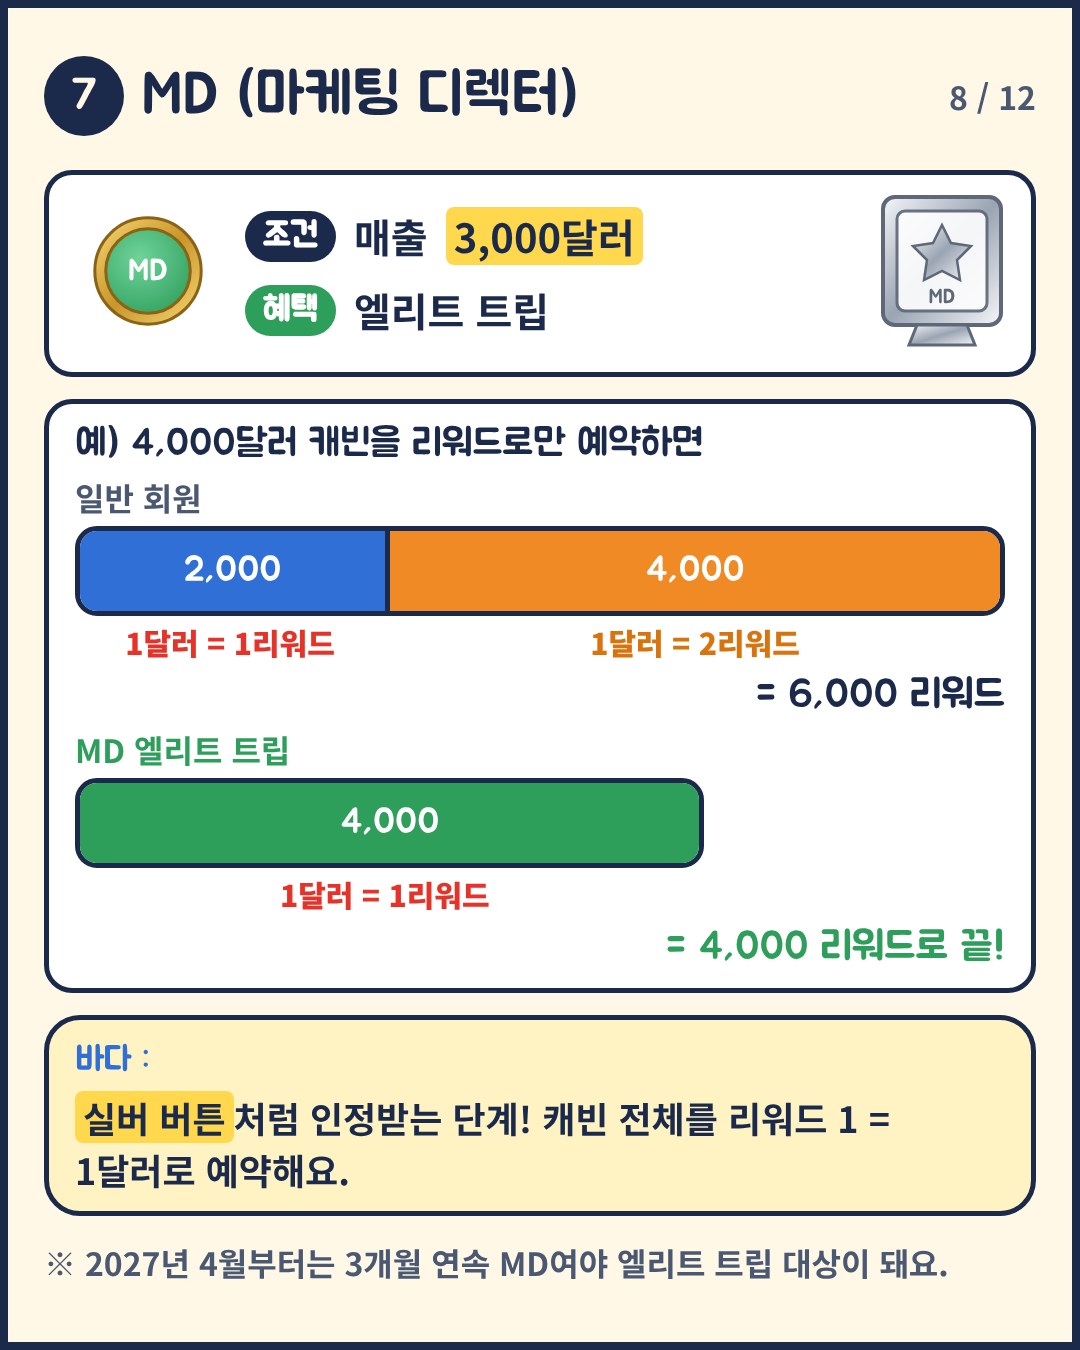 7 MD (마케팅 디렉터) 8 / 12
MD
조건 매출 3,000달러
혜택 엘리트 트립
MD
예) 4,000달러 캐빈을 리워드로만 예약하면
일반 회원
2,000 4,000
1달러 = 1리워드 1달러 = 2리워드
= 6,000 리워드
MD 엘리트 트립
4,000
1달러 = 1리워드
= 4,000 리워드로 끝!
바다 :
실버 버튼처럼 인정받는 단계! 캐빈 전체를 리워드 1 =
1달러로 예약해요.
※ 2027년 4월부터는 3개월 연속 MD여야 엘리트 트립 대상이 돼요.